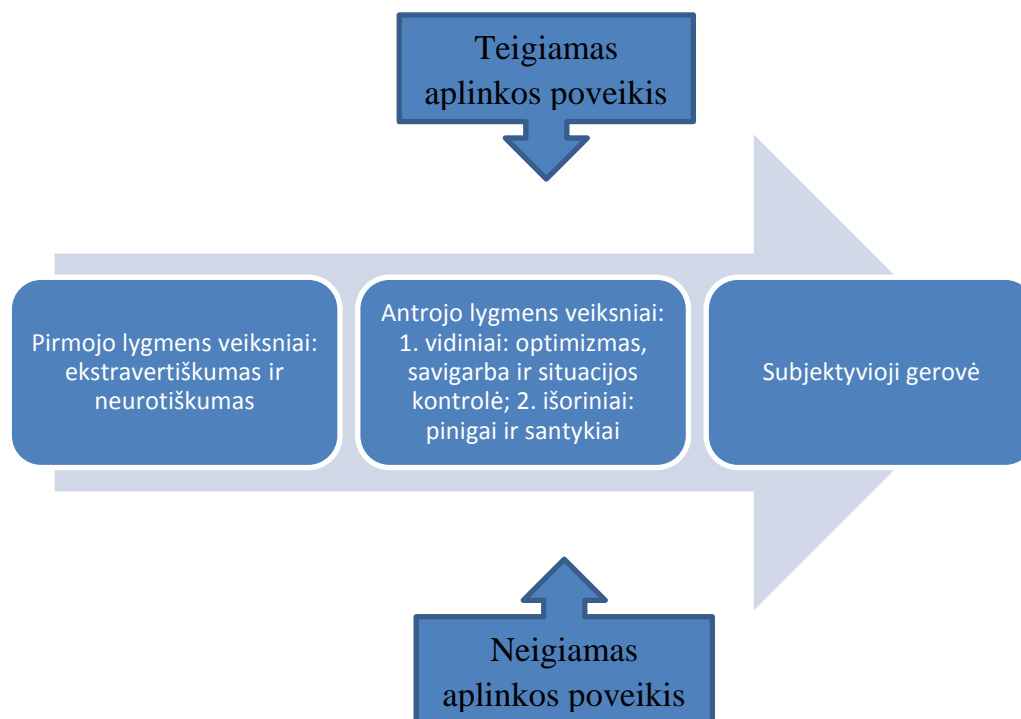 Teigiamas
aplinkos poveikis
Pirmojo lygmens veiksniai:
ekstravertiškumas ir
neurotiškumas
Antrojo lygmens veiksniai:
1. vidiniai: optimizmas,
savigarba ir situacijos
kontrolė; 2. išoriniai:
pinigai ir santykiai
Subjektyvioji gerovė
Neigiamas
aplinkos poveikis